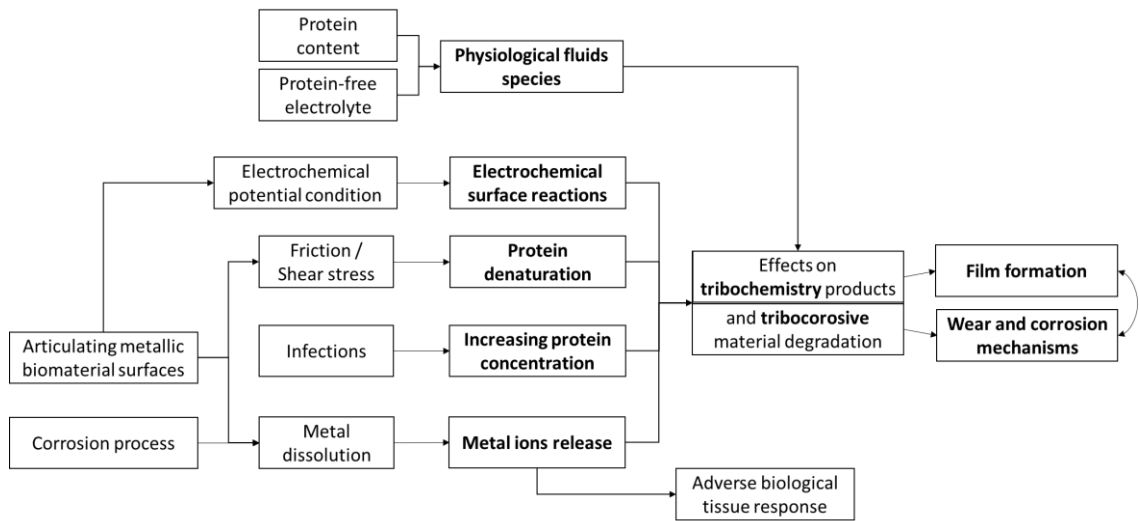 Protein
content
Protein-free
electrolyte
Physiological fluids
species
Electrochemical
potential condition
Electrochemical
surface reactions
Friction /
Shear stress
Protein
denaturation
Effects on
tribochemistry products
and tribocorosive
material degradation
Film formation
Wear and corrosion
mechanisms
Articulating metallic
biomaterial surfaces
Infections
Increasing protein
concentration
Corrosion process
Metal
dissolution
Metal ions release
Adverse biological
tissue response